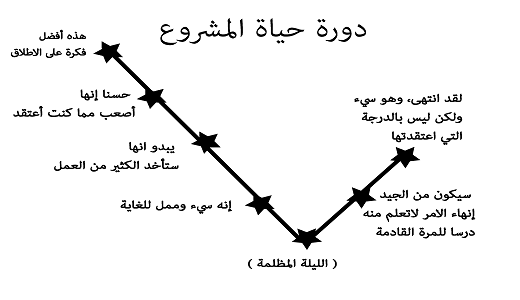 دورة حياة المشروع
هذه أفضل
فكرة على الاطلاق
حسنا إنها
أصعب مما كنت أعتقد
يبدو انها
ستأخد الكثير من العمل
إنه سيء وممل للغاية
( الليلة المظلمة )
سيكون من الجيد
إنهاء الامر لاتعلم منه
درسا للمرة القادمة
لقد انتهى، وهو سيء
ولكن ليس بالدرجة
التي اعتقدتها